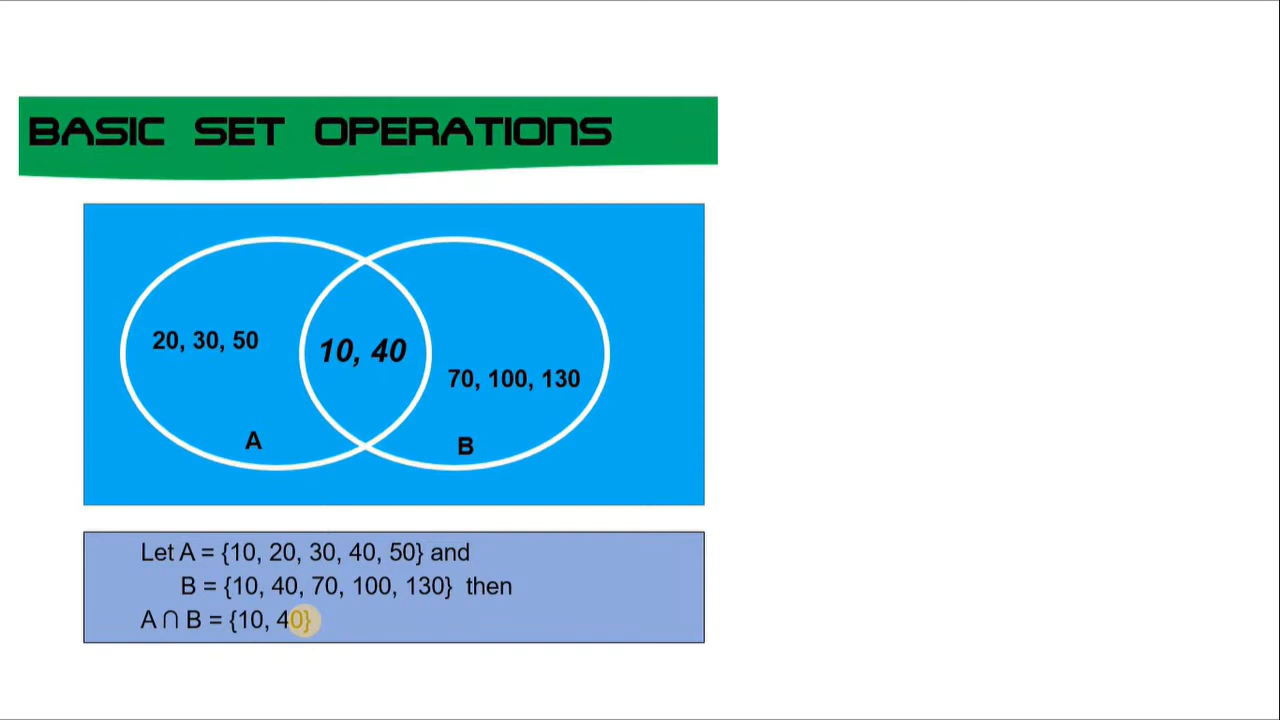 BASIC SET OPERATIONS
20, 30, 50
10, 40
70, 100, 130
A
B
Let A = {10, 20, 30, 40, 50} and
B = {10, 40, 70, 100, 130} then
A ∩ B = {10, 40}